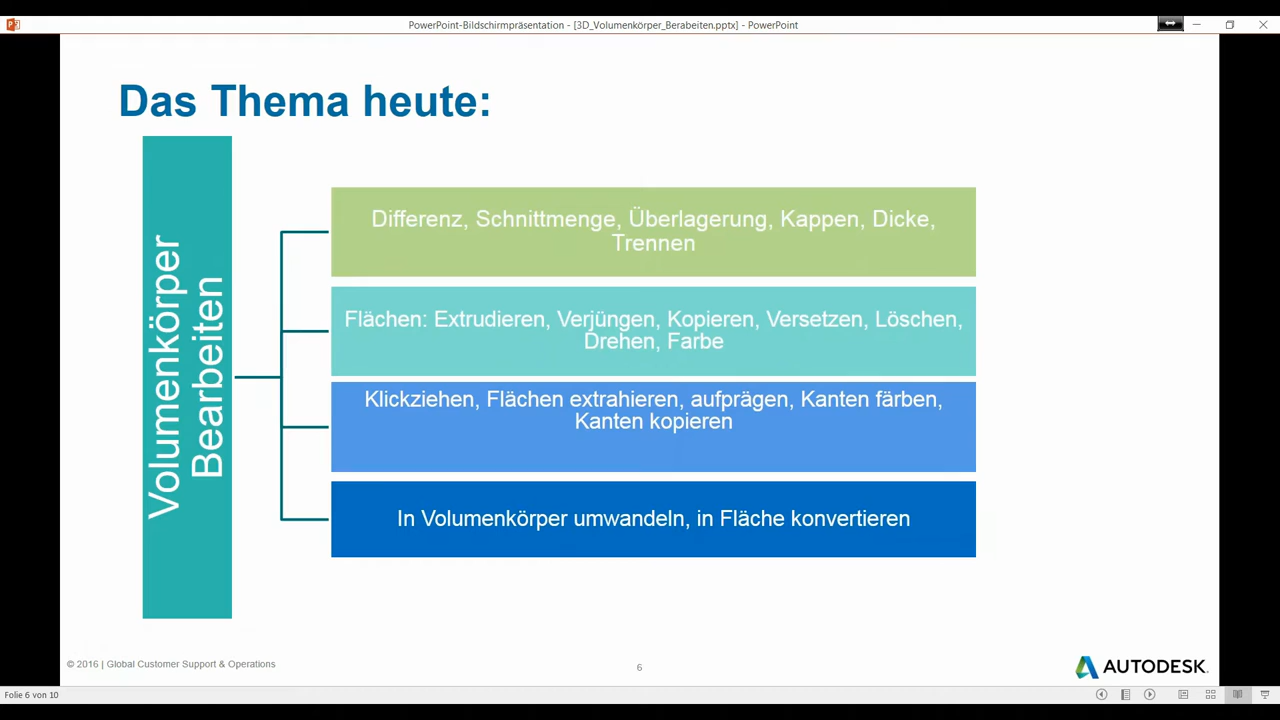 PowerPoint-Bildschirmpräsentation - [3D_Volumenkörper_Berabeiten.pptx] - PowerPoint
Das Thema heute:
Volumenkörper
Bearbeiten
Differenz, Schnittmenge, Überlagerung, Kappen, Dicke,
Trennen
Flächen: Extrudieren, Verjüngen, Kopieren, Versetzen, Löschen,
Drehen, Farbe
Klickziehen, Flächen extrahieren, aufprägen, Kanten färben,
Kanten kopieren
In Volumenkörper umwandeln, in Fläche konvertieren
© 2016 | Global Customer Support & Operations
6
AUTODESK.
Folie 6 von 10